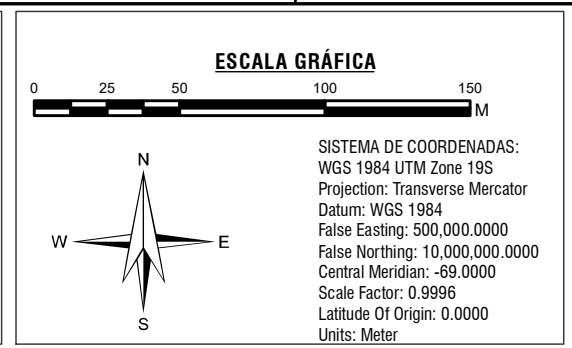 ESCALA GRÁFICA
0 25 50 100 150
M
N
W E
S
SISTEMA DE COORDENADAS:
WGS 1984 UTM Zone 19S
Projection: Transverse Mercator
Datum: WGS 1984
False Easting: 500,000.0000
False Northing: 10,000,000.0000
Central Meridian: -69.0000
Scale Factor: 0.9996
Latitude Of Origin: 0.0000
Units: Meter